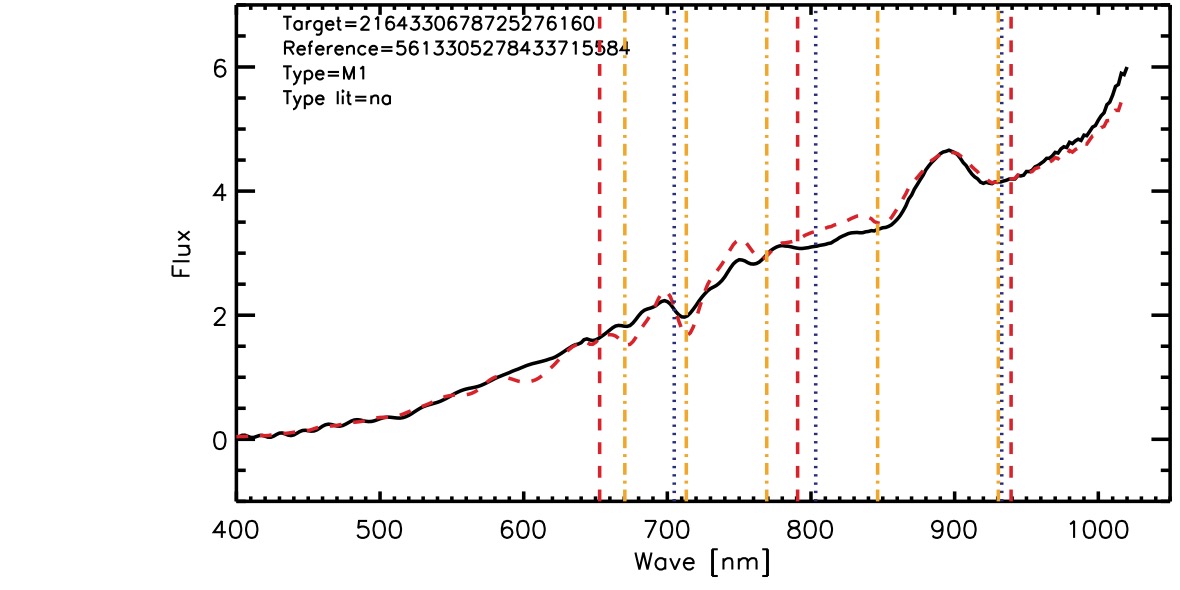 Target=2164330678725276160
Reference=5613305278433715584
Type=M1
Type lit=na
6
4
2
0
Flux
400 500 600 700 800 900 1000
Wave [nm]